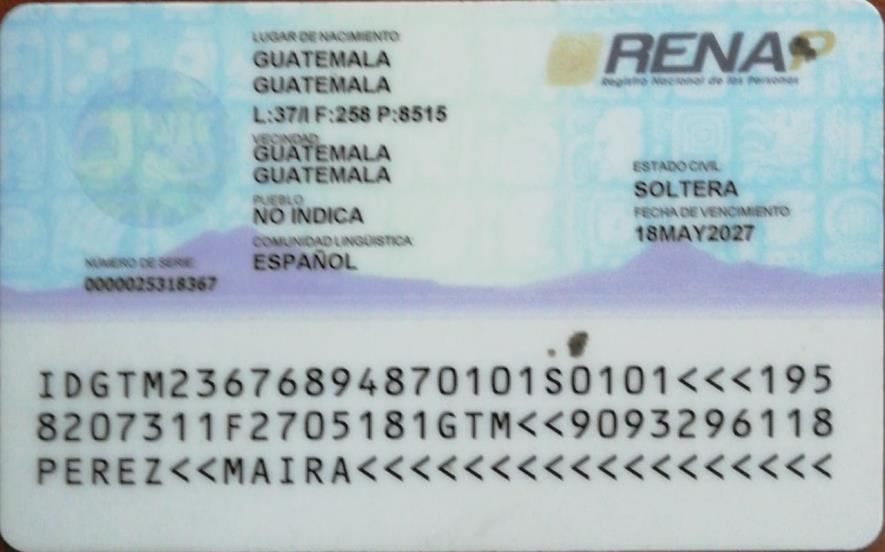 LUGAR DE NACIMIENTO
GUATEMALA
GUATEMALA
L:37/I F:258 P:8515
VECINDAD
GUATEMALA
GUATEMALA
PUEBLO
NO INDICA
COMUNIDAD LINGÜISTICA
ESPAÑOL
NÚMERO DE SERIE
0000025318367
RENAP
Registro Nacional de las Personas
ESTADO CIVIL
SOLTERA
FECHA DE VENCIMIENTO
18MAY2027
IDGTM23676894870101S0101<<<195
8207311F2705181GTM<<9093296118
PEREZ<<MAIRA<<<<<<<<<<<<<<<<<<